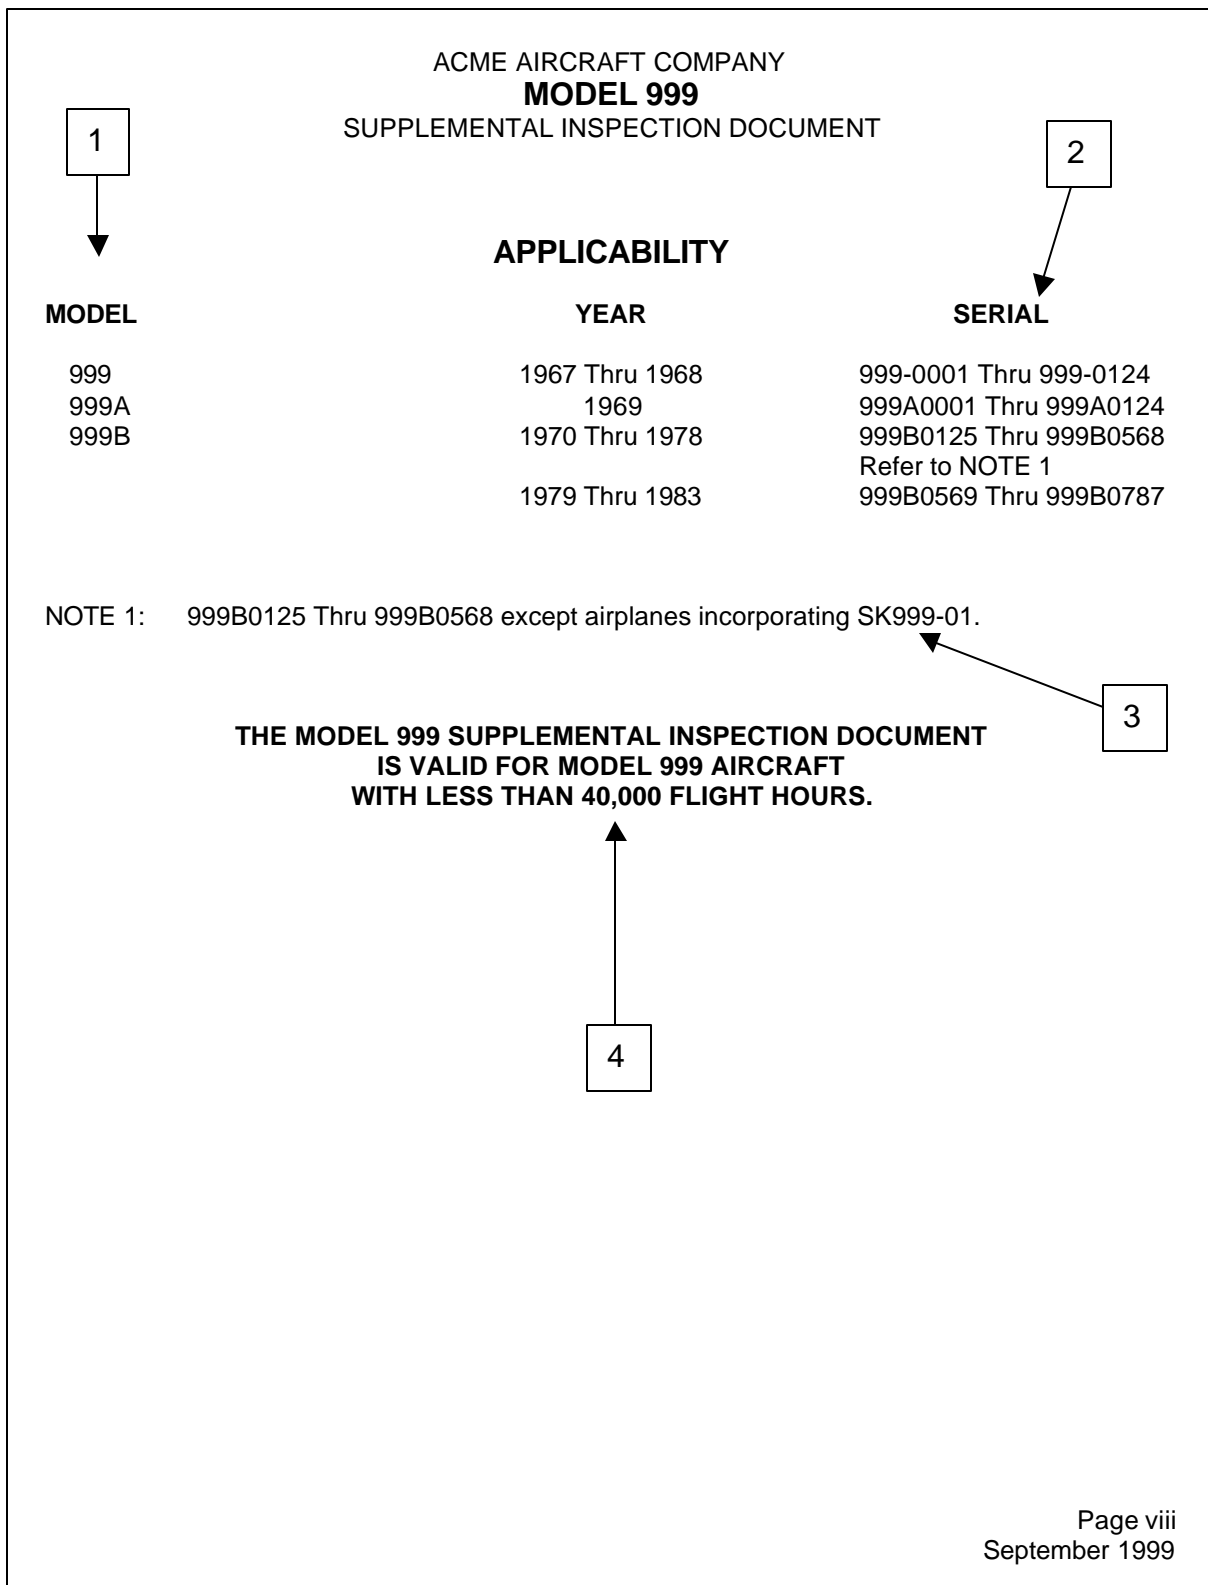 ACME AIRCRAFT COMPANY
MODEL 999
SUPPLEMENTAL INSPECTION DOCUMENT
1
2
APPLICABILITY
MODEL YEAR SERIAL
999 1967 Thru 1968 999-0001 Thru 999-0124
999A 1969 999A0001 Thru 999A0124
999B 1970 Thru 1978 999B0125 Thru 999B0568
Refer to NOTE 1
1979 Thru 1983 999B0569 Thru 999B0787
NOTE 1: 999B0125 Thru 999B0568 except airplanes incorporating SK999-01.
3
THE MODEL 999 SUPPLEMENTAL INSPECTION DOCUMENT
IS VALID FOR MODEL 999 AIRCRAFT
WITH LESS THAN 40,000 FLIGHT HOURS.
4
Page viii
September 1999